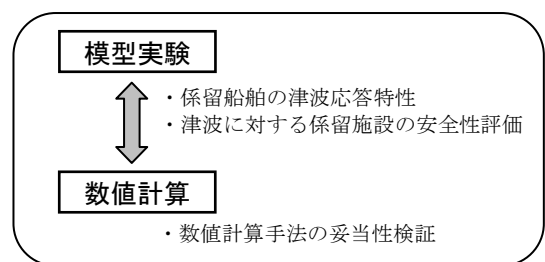 模型実験
・係留船舶の津波応答特性
・津波に対する係留施設の安全性評価
数値計算
・数値計算手法の妥当性検証